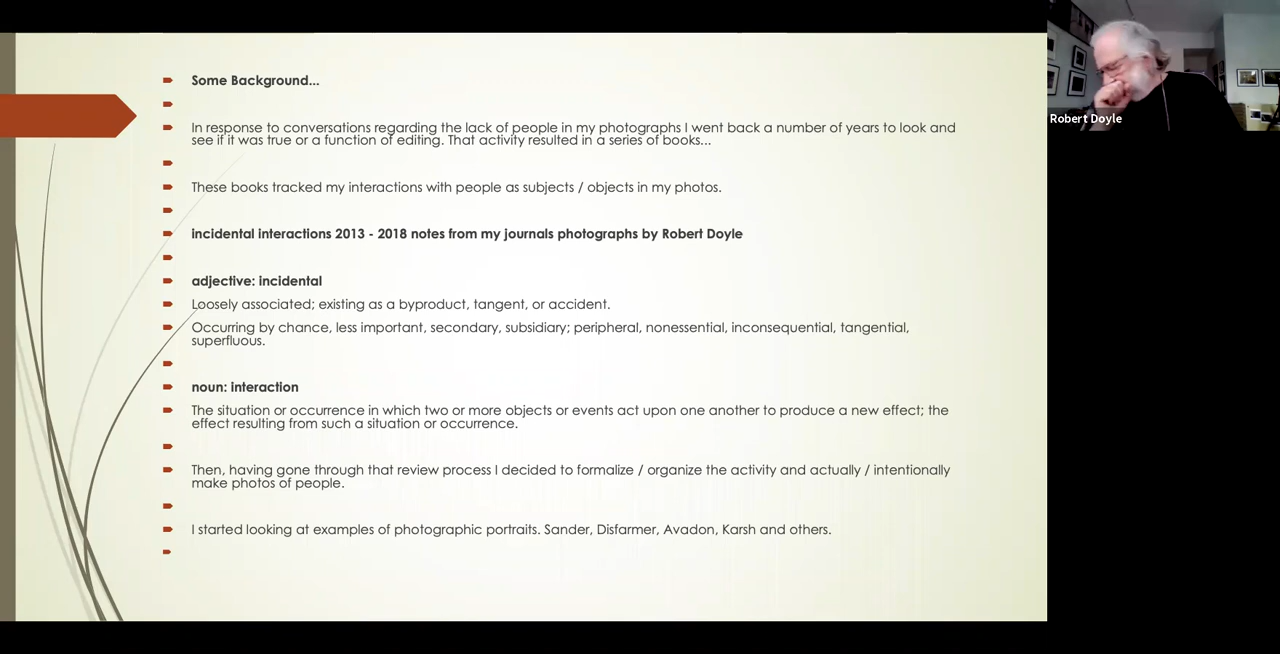 Some Background...
In response to conversations regarding the lack of people in my photographs I went back a number of years to look and
see if it was true or a function of editing. That activity resulted in a series of books...
These books tracked my interactions with people as subjects / objects in my photos.
incidental interactions 2013 - 2018 notes from my journals photographs by Robert Doyle
adjective: incidental
Loosely associated; existing as a byproduct, tangent, or accident.
Occurring by chance, less important, secondary, subsidiary; peripheral, nonessential, inconsequential, tangential,
superfluous.
noun: interaction
The situation or occurrence in which two or more objects or events act upon one another to produce a new effect; the
effect resulting from such a situation or occurrence.
Then, having gone through that review process I decided to formalize / organize the activity and actually / intentionally
make photos of people.
I started looking at examples of photographic portraits. Sander, Disfarmer, Avadon, Karsh and others.
Robert Doyle